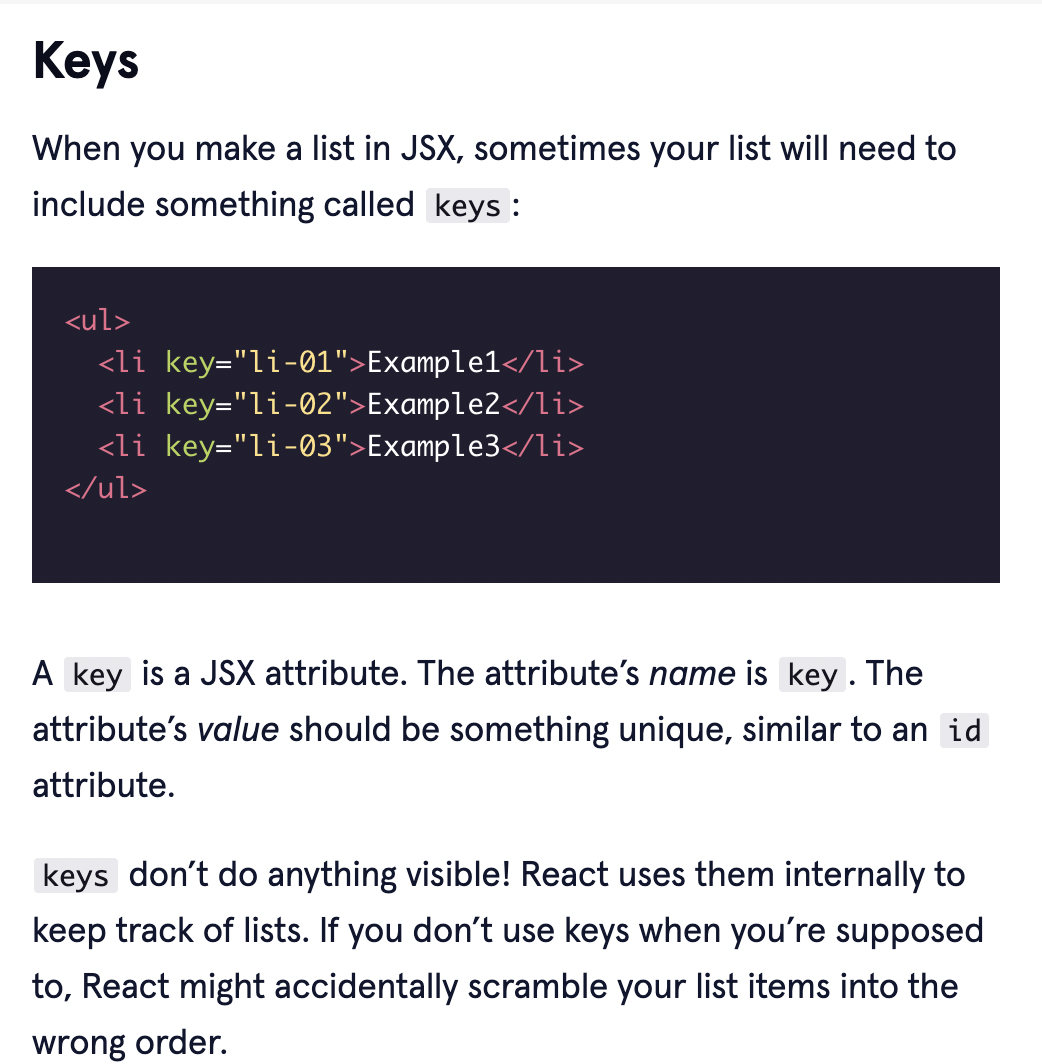 Keys
When you make a list in JSX, sometimes your list will need to
include something called keys:
<ul>
  <li key="li-01">Example1</li>
  <li key="li-02">Example2</li>
  <li key="li-03">Example3</li>
</ul>
A key is a JSX attribute. The attribute’s name is key. The
attribute’s value should be something unique, similar to an id
attribute.
keys don’t do anything visible! React uses them internally to
keep track of lists. If you don’t use keys when you’re supposed
to, React might accidentally scramble your list items into the
wrong order.